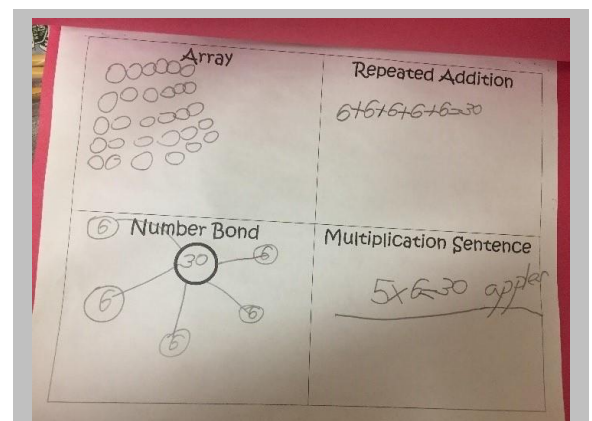 Array
Repeated Addition
6+6+6+6+6=30
Number Bond
6
30
6
6
6
6
Multiplication Sentence
5x6=30 apples